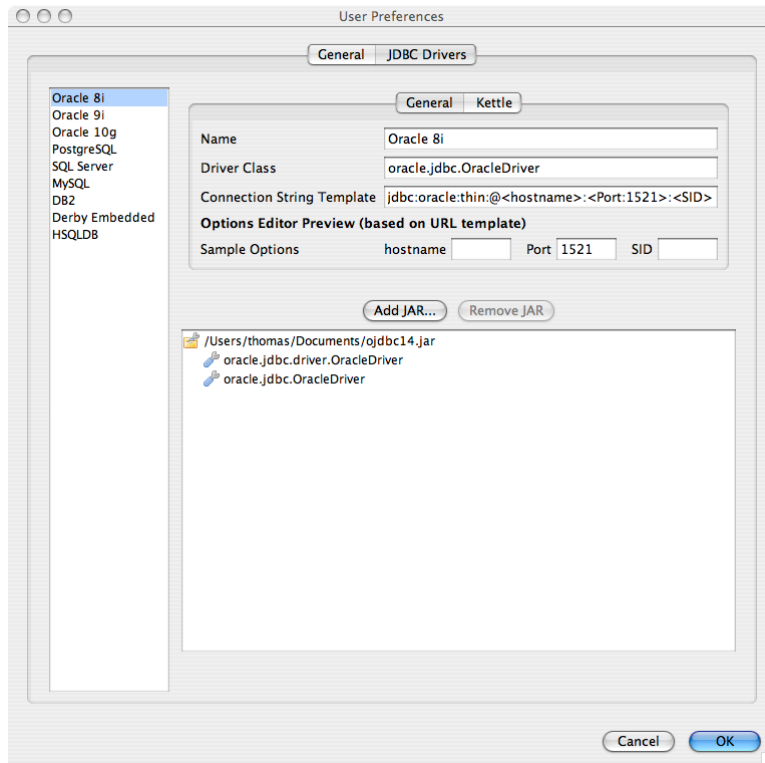 User Preferences
General JDBC Drivers
Oracle 8i
Oracle 9i
Oracle 10g
PostgreSQL
SQL Server
MySQL
DB2
Derby Embedded
HSQLDB
General Kettle
Name Oracle 8i
Driver Class oracle.jdbc.OracleDriver
Connection String Template jdbc:oracle:thin:@<hostname>:<Port:1521>:<SID>
Options Editor Preview (based on URL template)
Sample Options hostname Port 1521 SID
Add JAR... Remove JAR
/Users/thomas/Documents/ojdbc14.jar
oracle.jdbc.driver.OracleDriver
oracle.jdbc.OracleDriver
Cancel OK